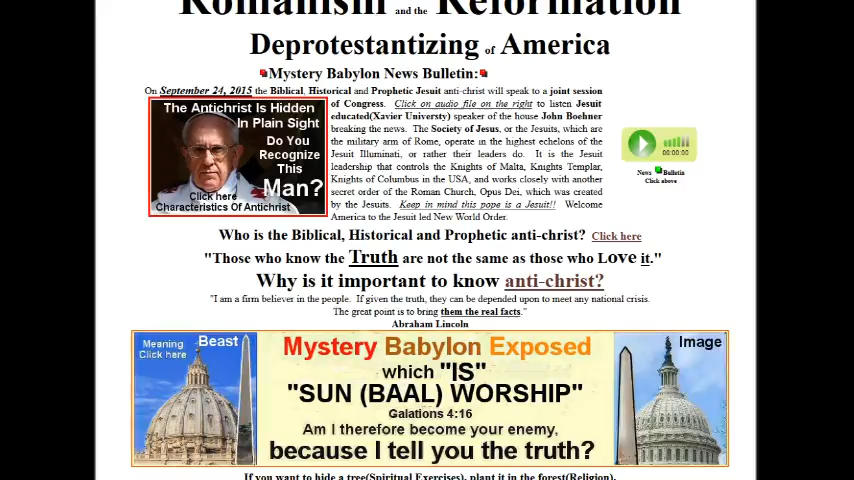 Romanism and the Reformation
Deprotestantizing of America
Mystery Babylon News Bulletin:
On September 24, 2015 the Biblical, Historical and Prophetic Jesuit anti-christ will speak to a joint session
of Congress. Click on audio file on the right to listen Jesuit
educated(Xavier Universty) speaker of the house John Boehner
breaking the news. The Society of Jesus, or the Jesuits, which are
the military arm of Rome, operate in the highest echelons of the
Jesuit Illuminati, or rather their leaders do. It is the Jesuit
leadership that controls the Knights of Malta, Knights Templar,
Knights of Columbus in the USA, and works closely with another
secret order of the Roman Church, Opus Dei, which was created
by the Jesuits. Keep in mind this pope is a Jesuit!! Welcome
America to the Jesuit led New World Order.
The Antichrist Is Hidden
In Plain Sight
Do You
Recognize
This
Man?
Click here
Characteristics Of Antichrist
00:00:00
News Bulletin
Click above
Who is the Biblical, Historical and Prophetic anti-christ? Click here
"Those who know the Truth are not the same as those who Love it."
Why is it important to know anti-christ?
"I am a firm believer in the people. If given the truth, they can be depended upon to meet any national crisis.
The great point is to bring them the real facts."
Abraham Lincoln
Meaning
Click here
Beast
Mystery Babylon Exposed
which "IS"
"SUN (BAAL) WORSHIP"
Galations 4:16
Am I therefore become your enemy,
because I tell you the truth?
Image
If you want to hide a tree(Spiritual Exercises), plant it in the forest(Religion).